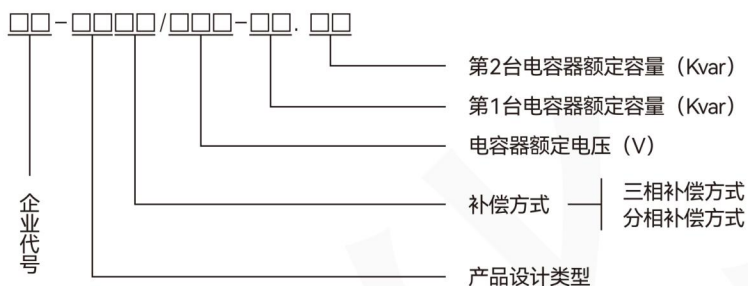 □□-□□□□/□□□-□□. □□
第2台电容器额定容量（Kvar）
第1台电容器额定容量（Kvar）
电容器额定电压（V）
补偿方式
三相补偿方式
分相补偿方式
产品设计类型
企业代号